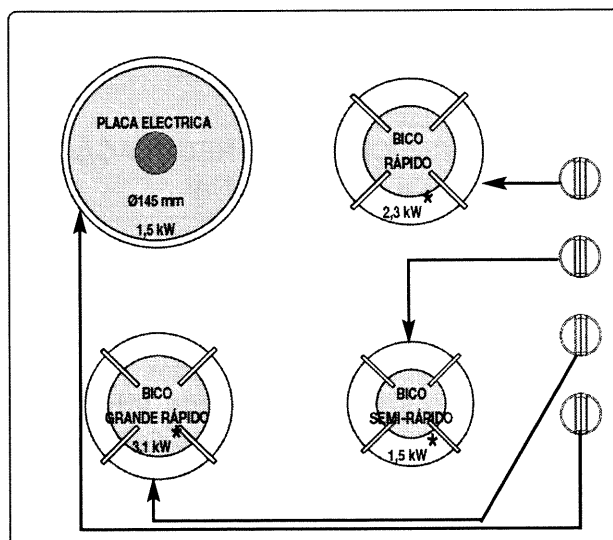 PLACA ELECTRICA
Ø145 mm
1,5 kW
BICO
RÁPIDO
*
2,3 kW
BICO
GRANDE RÁPIDO
*
3,1 kW
BICO
SEMI-RÁPIDO
*
1,5 kW